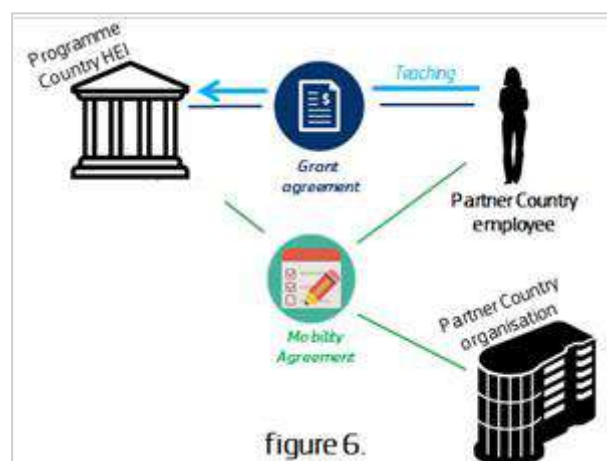 Programme
Country HEI
Teaching
$
Grant
agreement
Partner Country
employee
Mobility
Agreement
Partner Country
organisation
figure 6.